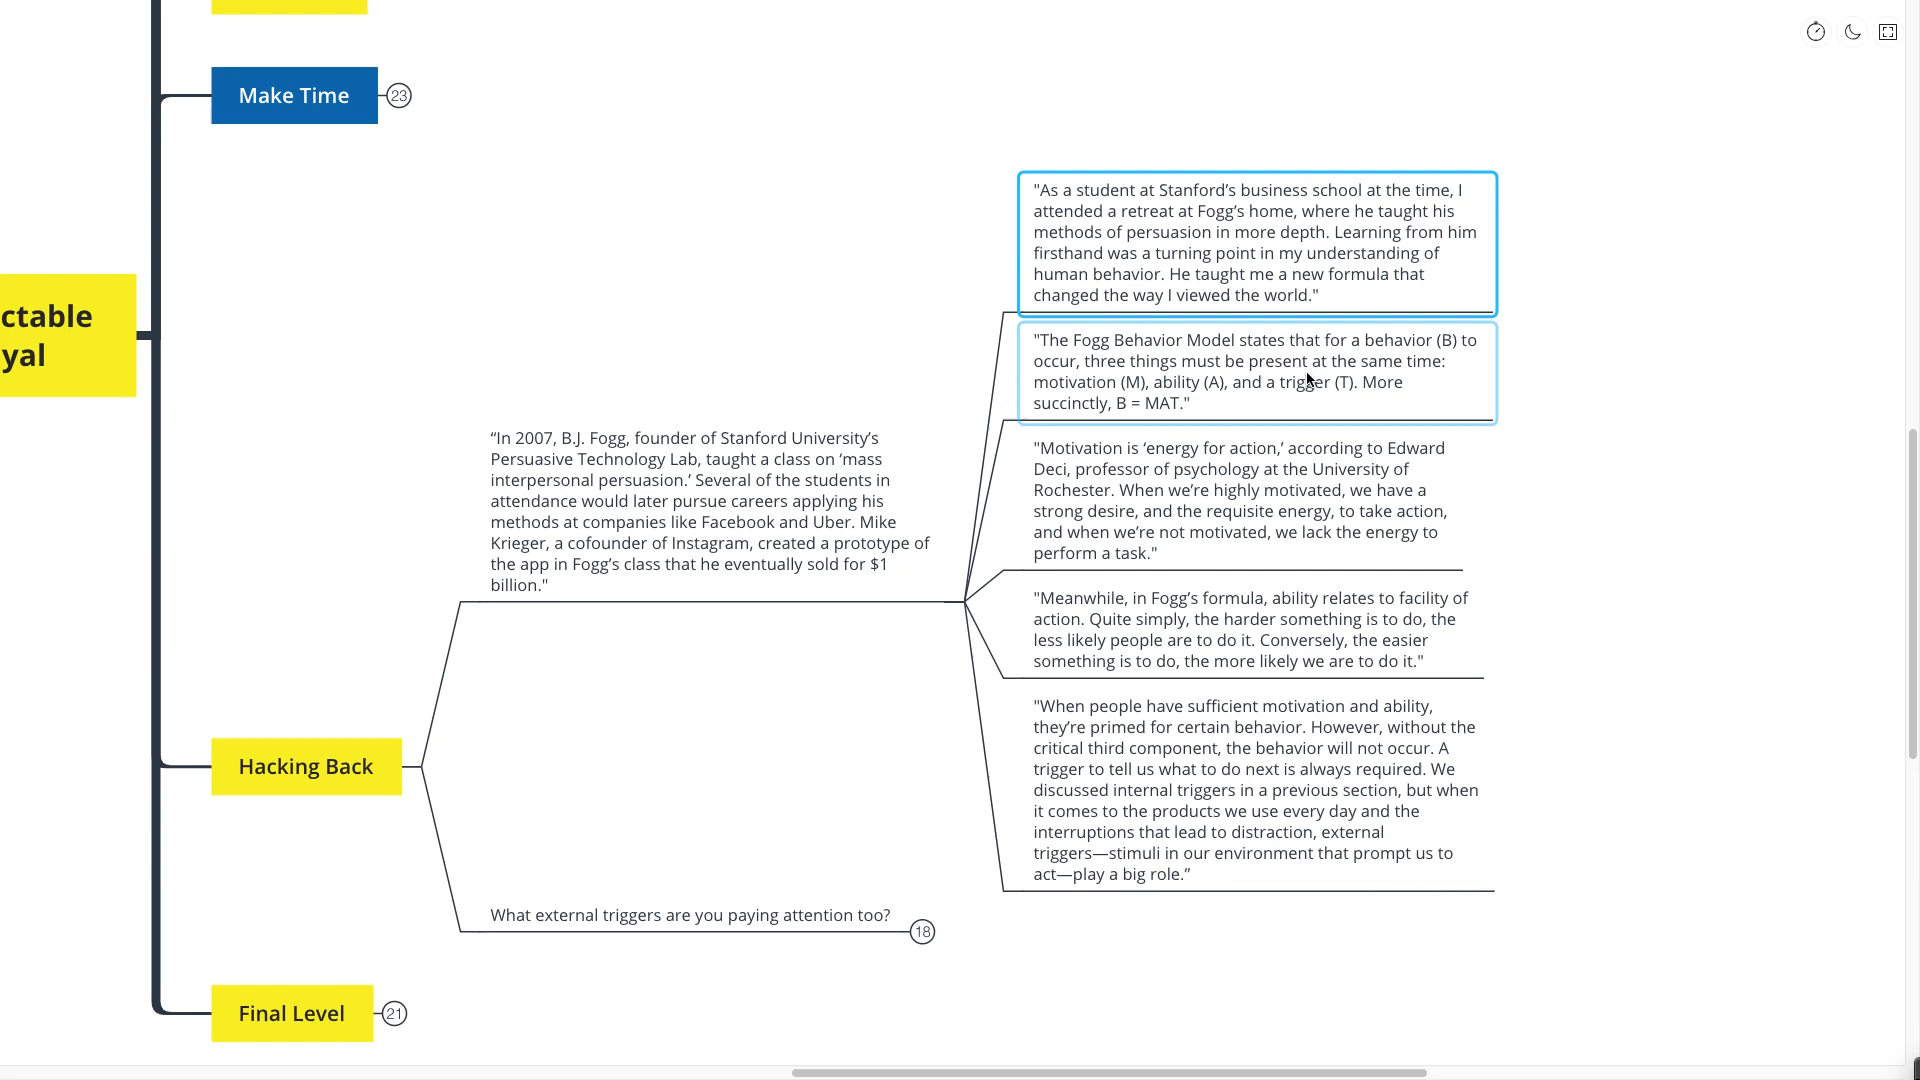 Make Time
23
ctable
yal
"As a student at Stanford’s business school at the time, I
attended a retreat at Fogg’s home, where he taught his
methods of persuasion in more depth. Learning from him
firsthand was a turning point in my understanding of
human behavior. He taught me a new formula that
changed the way I viewed the world."
"The Fogg Behavior Model states that for a behavior (B) to
occur, three things must be present at the same time:
motivation (M), ability (A), and a trigger (T). More
succinctly, B = MAT."
“In 2007, B.J. Fogg, founder of Stanford University’s
Persuasive Technology Lab, taught a class on ‘mass
interpersonal persuasion.’ Several of the students in
attendance would later pursue careers applying his
methods at companies like Facebook and Uber. Mike
Krieger, a cofounder of Instagram, created a prototype of
the app in Fogg’s class that he eventually sold for $1
billion."
"Motivation is ‘energy for action,’ according to Edward
Deci, professor of psychology at the University of
Rochester. When we’re highly motivated, we have a
strong desire, and the requisite energy, to take action,
and when we’re not motivated, we lack the energy to
perform a task."
"Meanwhile, in Fogg’s formula, ability relates to facility of
action. Quite simply, the harder something is to do, the
less likely people are to do it. Conversely, the easier
something is to do, the more likely we are to do it."
"When people have sufficient motivation and ability,
they’re primed for certain behavior. However, without the
critical third component, the behavior will not occur. A
trigger to tell us what to do next is always required. We
discussed internal triggers in a previous section, but when
it comes to the products we use every day and the
interruptions that lead to distraction, external
triggers—stimuli in our environment that prompt us to
act—play a big role.”
Hacking Back
What external triggers are you paying attention too?
18
Final Level
21